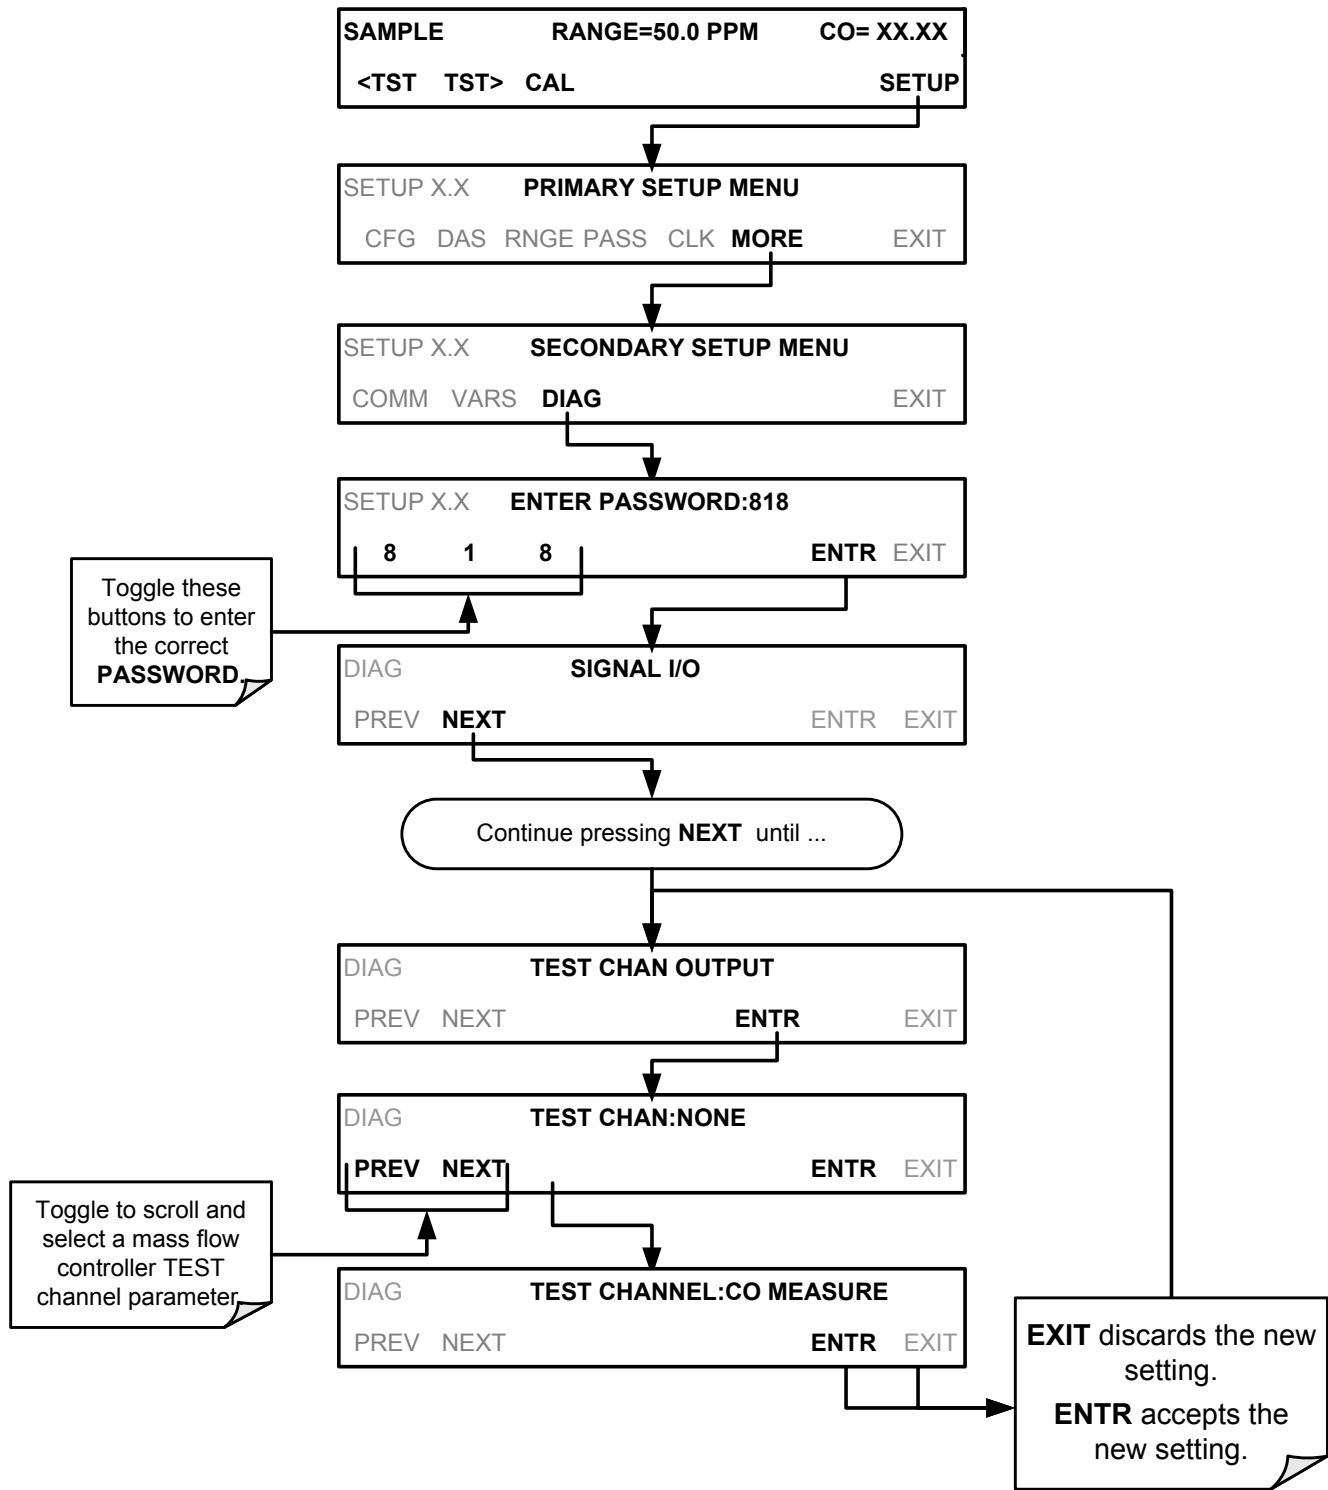 SAMPLE RANGE=50.0 PPM CO= XX.XX
<TST TST> CAL SETUP
SETUP X.X PRIMARY SETUP MENU
CFG DAS RNGE PASS CLK MORE EXIT
SETUP X.X SECONDARY SETUP MENU
COMM VARS DIAG EXIT
SETUP X.X ENTER PASSWORD:818
8 1 8 ENTR EXIT
Toggle these
buttons to enter
the correct
PASSWORD.
DIAG SIGNAL I/O
PREV NEXT ENTR EXIT
Continue pressing NEXT until ...
DIAG TEST CHAN OUTPUT
PREV NEXT ENTR EXIT
DIAG TEST CHAN:NONE
PREV NEXT ENTR EXIT
Toggle to scroll and
select a mass flow
controller TEST
channel parameter
DIAG TEST CHANNEL:CO MEASURE
PREV NEXT ENTR EXIT
EXIT discards the new
setting.
ENTR accepts the
new setting.